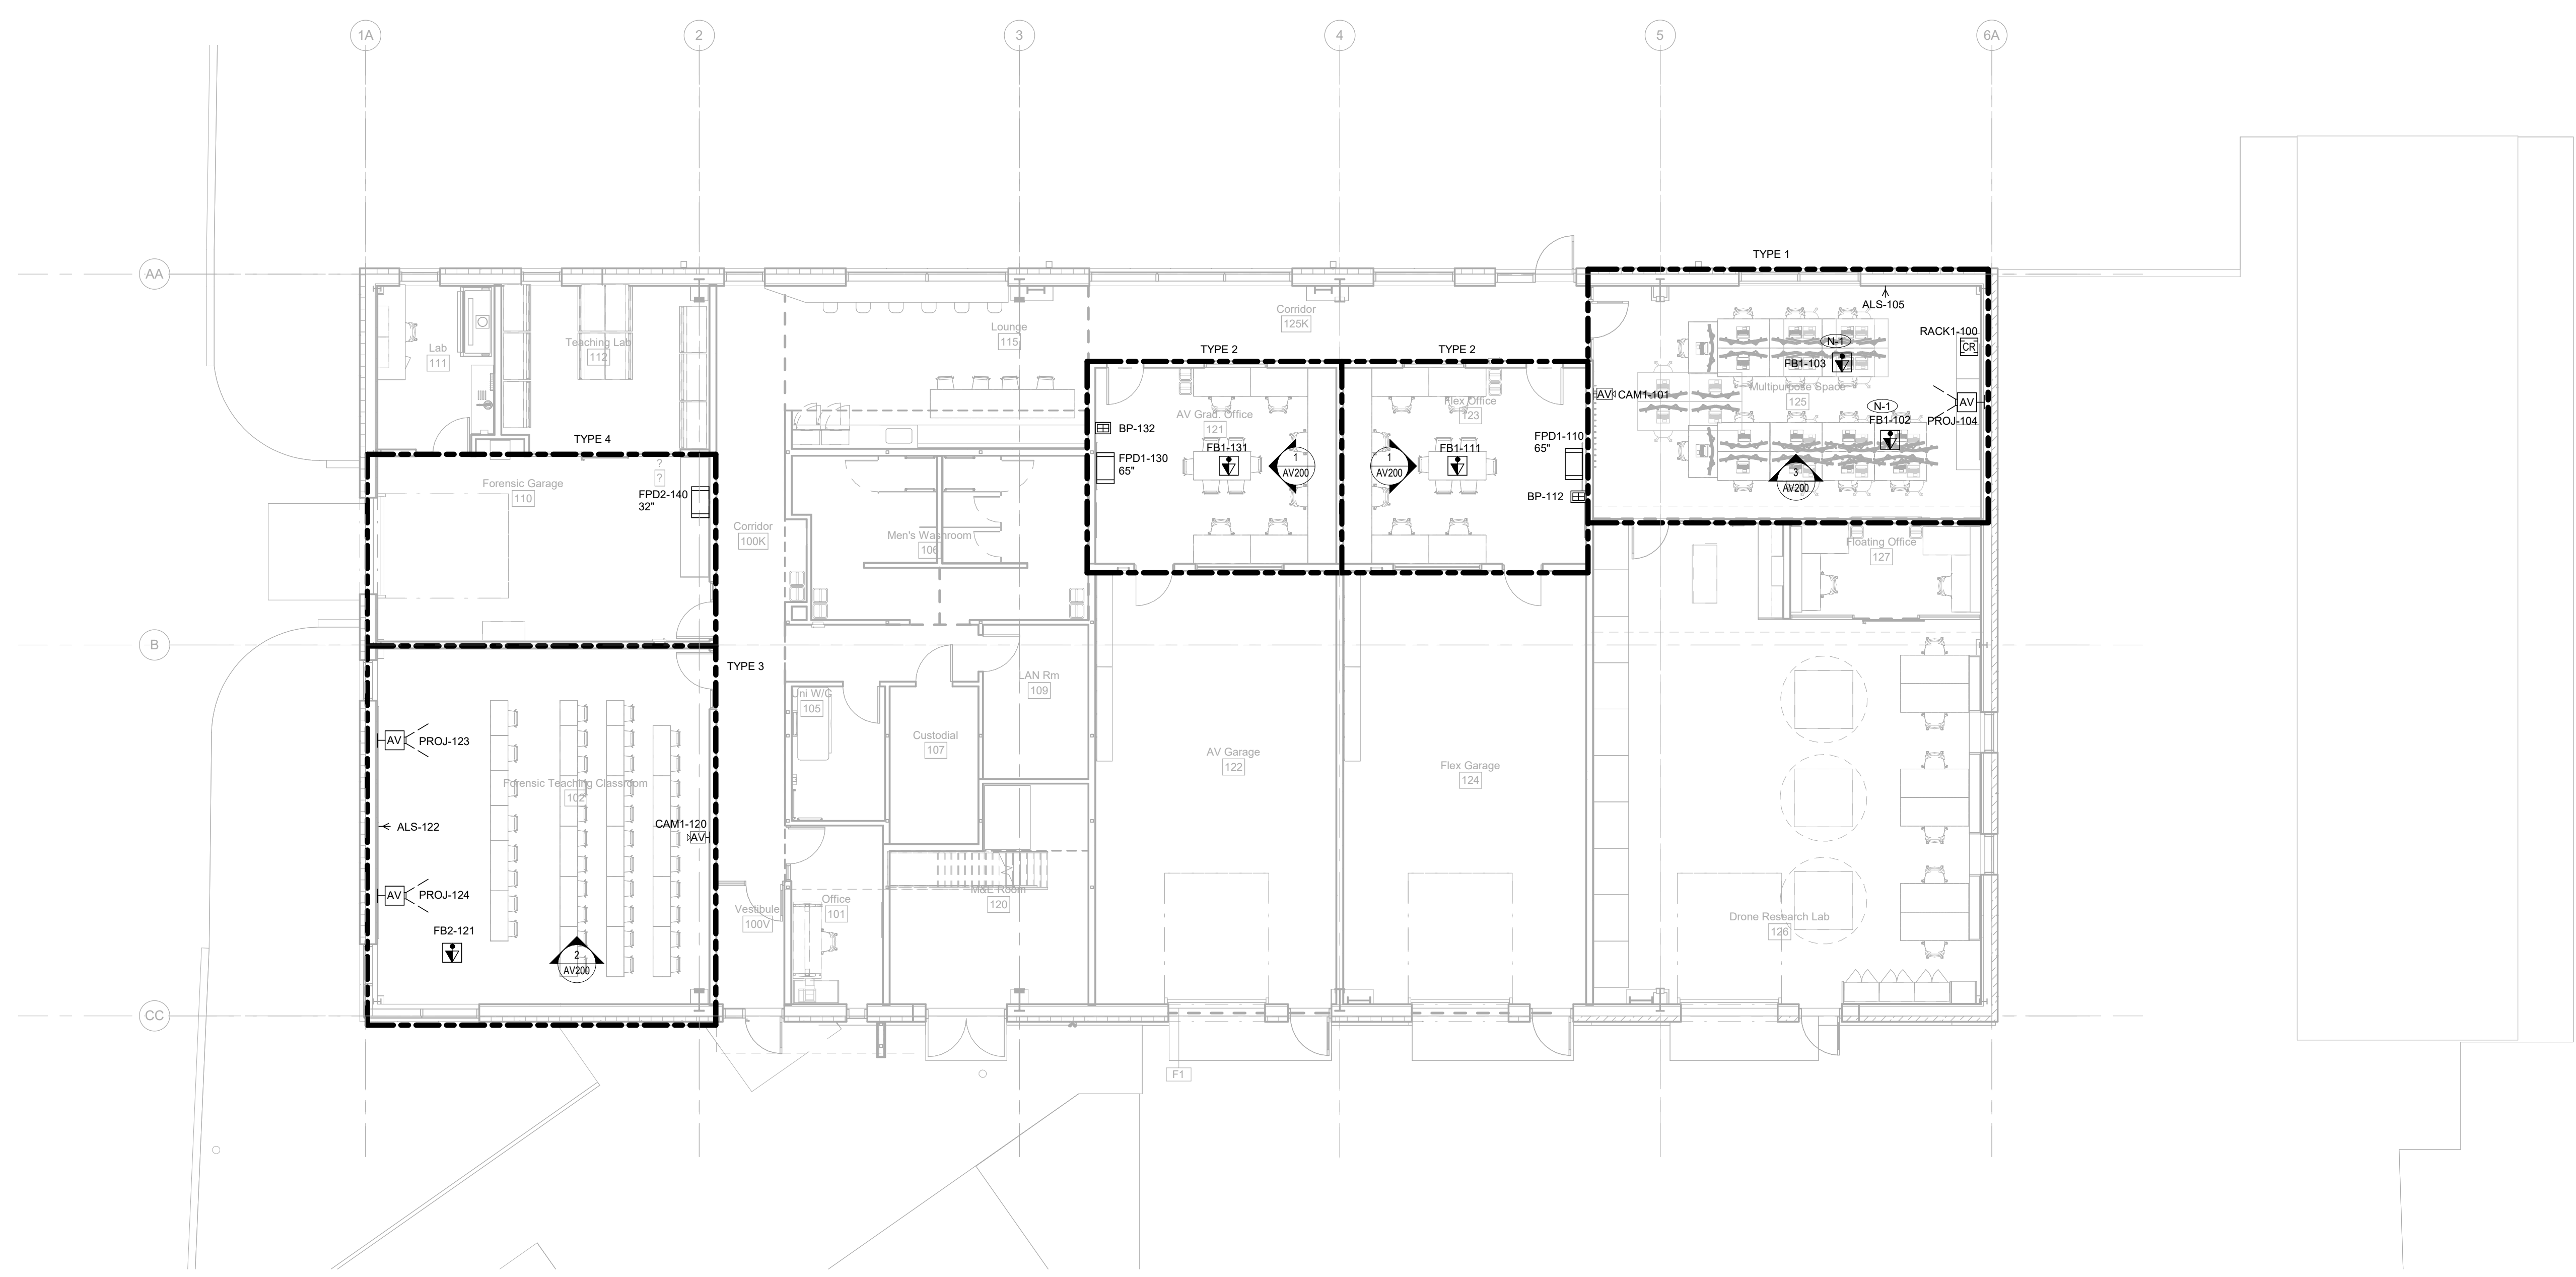 1A
2
3
4
5
6A
AA
B
CC
TYPE 1
ALS-105
RACK1-100
CR
N-1
FB1-103
Multipurpose Space
125
AV
CAM1-101
N-1
FB1-102
AV
PROJ-104
3
AV200
Corridor
125K
Lounge
115
Lab
111
Teaching Lab
112
TYPE 4
?
?
Forensic Garage
110
FPD2-140
32"
TYPE 2
AV Grad. Office
121
BP-132
FPD1-130
65"
FB1-131
1
AV200
TYPE 2
Flex Office
123
FB1-111
FPD1-110
65"
BP-112
1
AV200
Corridor
100K
Men's Washroom
106
Floating Office
127
TYPE 3
LAN Rm
109
Uni W/C
105
Custodial
107
AV
PROJ-123
Forensic Teaching Classroom
102
ALS-122
CAM1-120
AV
AV
PROJ-124
FB2-121
2
AV200
AV Garage
122
Flex Garage
124
Vestibule
100V
Office
101
M&E Room
120
Drone Research Lab
126
F1